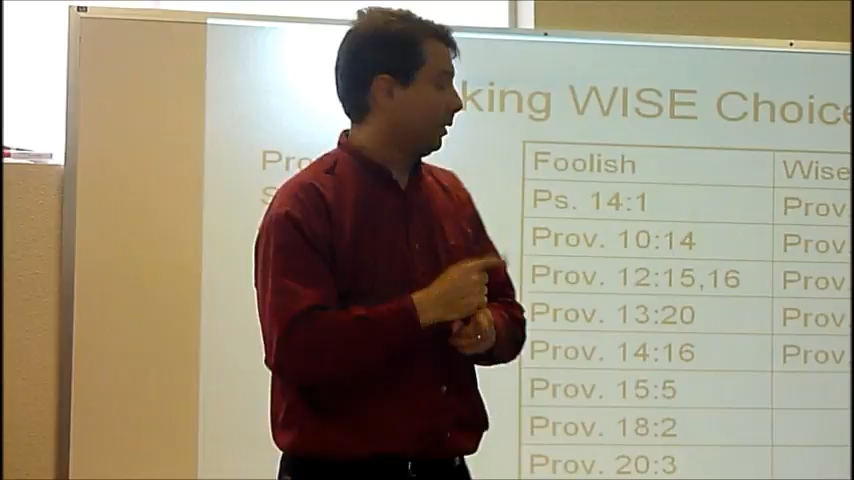 king WISE Choice
Pro
Foolish Wise
Ps. 14:1 Prov.
Prov. 10:14 Prov.
Prov. 12:15,16 Prov.
Prov. 13:20 Prov.
Prov. 14:16 Prov.
Prov. 15:5
Prov. 18:2
Prov. 20:3